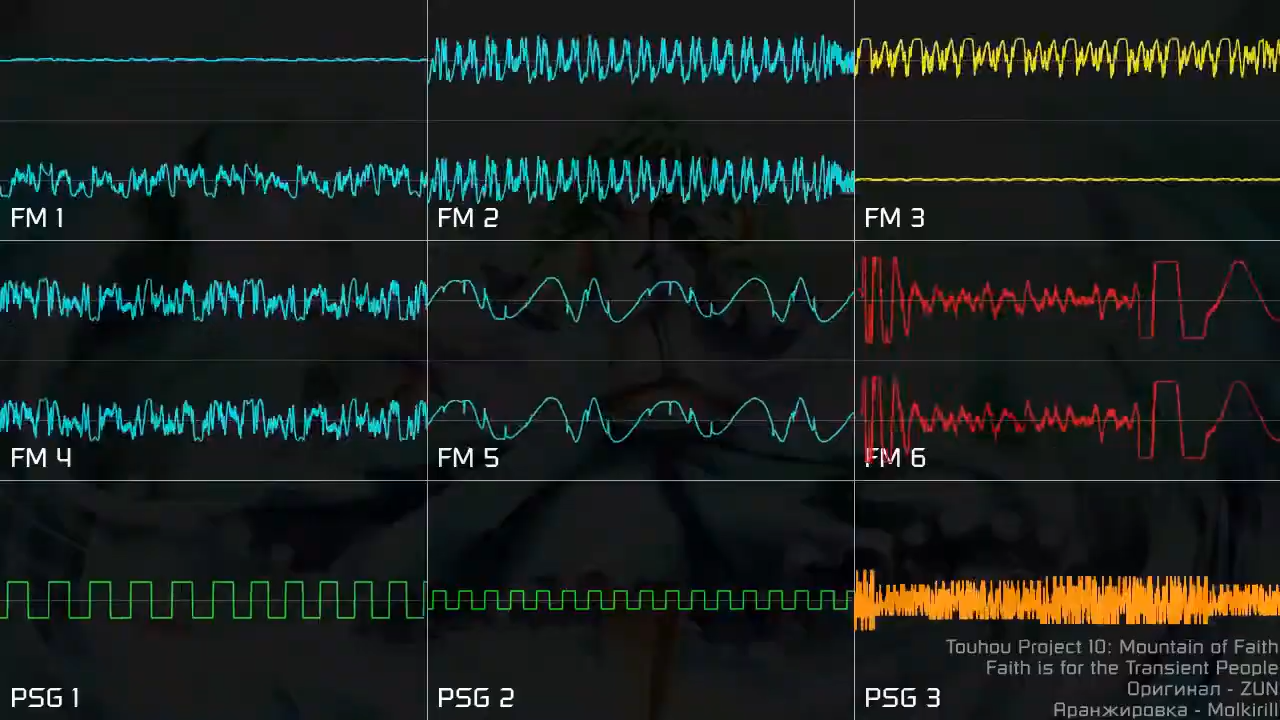 FM 1
FM 2
FM 3
FM 4
FM 5
FM 6
PSG 1
PSG 2
PSG 3
Touhou Project 10: Mountain of Faith
Faith is for the Transient People
Оригинал - ZUN
Аранжировка - Molkirill